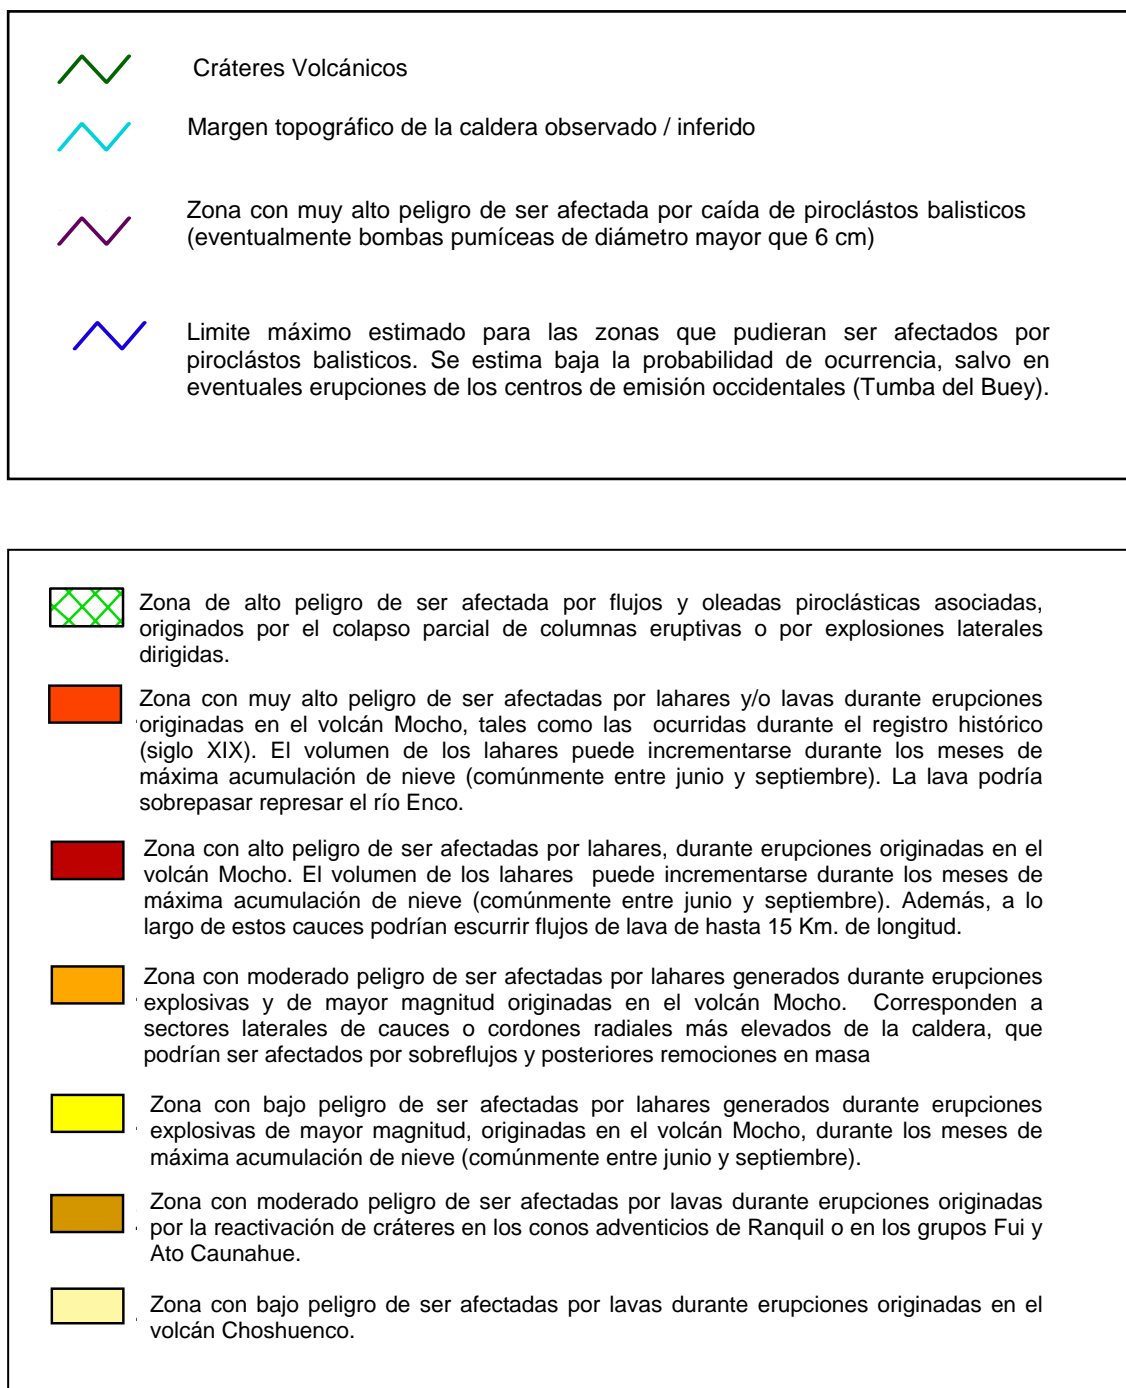 Cráteres Volcánicos
Margen topográfico de la caldera observado / inferido
Zona con muy alto peligro de ser afectada por caída de piroclástos balisticos
(eventualmente bombas pumíceas de diámetro mayor que 6 cm)
Limite máximo estimado para las zonas que pudieran ser afectados por
piroclástos balisticos. Se estima baja la probabilidad de ocurrencia, salvo en
eventuales erupciones de los centros de emisión occidentales (Tumba del Buey).
Zona de alto peligro de ser afectada por flujos y oleadas piroclásticas asociadas,
originados por el colapso parcial de columnas eruptivas o por explosiones laterales
dirigidas.
Zona con muy alto peligro de ser afectadas por lahares y/o lavas durante erupciones
originadas en el volcán Mocho, tales como las ocurridas durante el registro histórico
(siglo XIX). El volumen de los lahares puede incrementarse durante los meses de
máxima acumulación de nieve (comúnmente entre junio y septiembre). La lava podría
sobrepasar represar el río Enco.
Zona con alto peligro de ser afectadas por lahares, durante erupciones originadas en el
volcán Mocho. El volumen de los lahares puede incrementarse durante los meses de
máxima acumulación de nieve (comúnmente entre junio y septiembre). Además, a lo
largo de estos cauces podrían escurrir flujos de lava de hasta 15 Km. de longitud.
Zona con moderado peligro de ser afectadas por lahares generados durante erupciones
explosivas y de mayor magnitud originadas en el volcán Mocho. Corresponden a
sectores laterales de cauces o cordones radiales más elevados de la caldera, que
podrían ser afectados por sobreflujos y posteriores remociones en masa
Zona con bajo peligro de ser afectadas por lahares generados durante erupciones
explosivas de mayor magnitud, originadas en el volcán Mocho, durante los meses de
máxima acumulación de nieve (comúnmente entre junio y septiembre).
Zona con moderado peligro de ser afectadas por lavas durante erupciones originadas
por la reactivación de cráteres en los conos adventicios de Ranquil o en los grupos Fui y
Ato Caunahue.
Zona con bajo peligro de ser afectadas por lavas durante erupciones originadas en el
volcán Choshuenco.